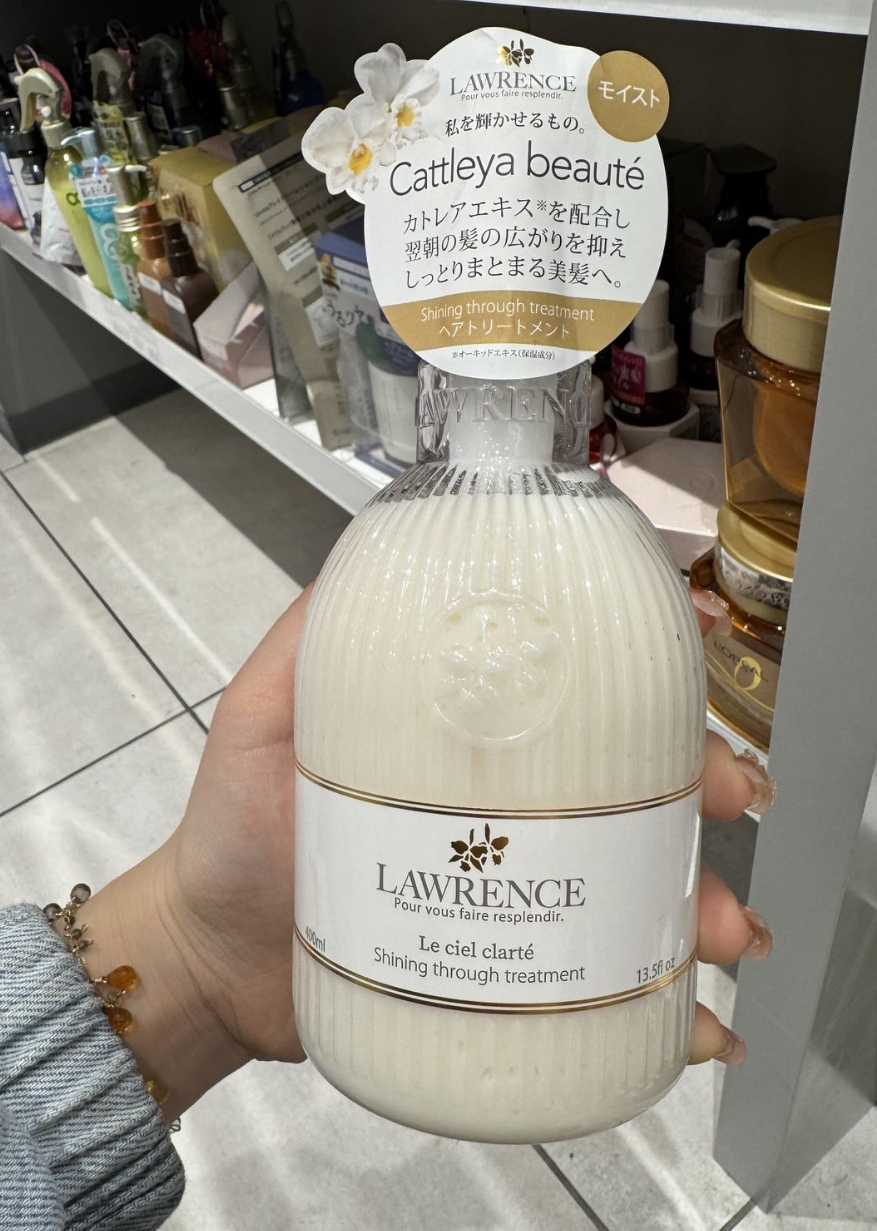 LAWRENCE
Pour vous faire resplendir.
モイスト
私を輝かせるもの。
Cattleya beauté
カトレアエキス※を配合し
翌朝の髪の広がりを抑え
しっとりまとまる美髪へ。
Shining through treatment
ヘアトリートメント
※オーキッドエキス(保湿成分)
LAWRENC
LAWRENCE
Pour vous faire resplendir.
Le ciel clarté
Shining through treatment
400ml
13.5fl oz